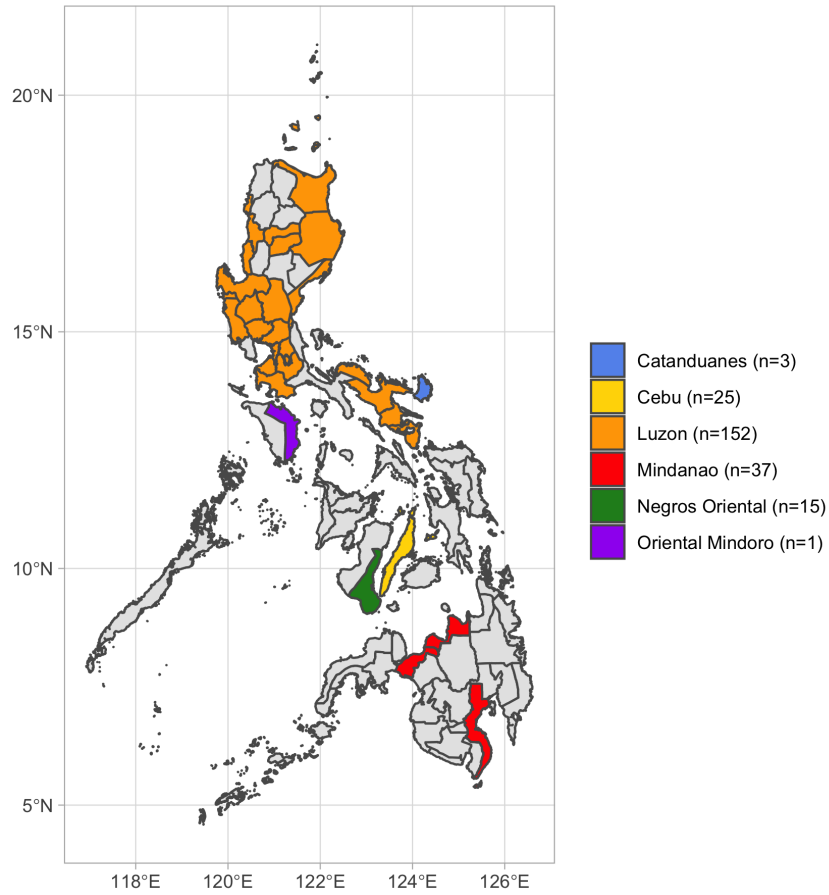 20°N
15°N
10°N
5°N
118°E 120°E 122°E 124°E 126°E
Catanduanes (n=3)
Cebu (n=25)
Luzon (n=152)
Mindanao (n=37)
Negros Oriental (n=15)
Oriental Mindoro (n=1)